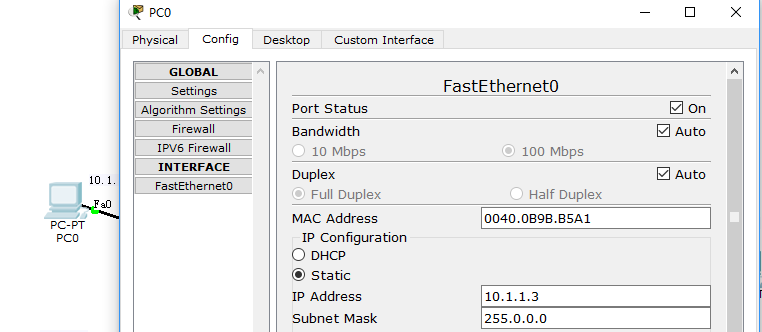 PC0
Physical Config Desktop Custom Interface
GLOBAL
Settings
Algorithm Settings
Firewall
IPV6 Firewall
INTERFACE
FastEthernet0
FastEthernet0
Port Status On
Bandwidth Auto
10 Mbps 100 Mbps
Duplex Auto
Full Duplex Half Duplex
MAC Address 0040.0B9B.B5A1
IP Configuration
DHCP
Static
IP Address 10.1.1.3
Subnet Mask 255.0.0.0
10.1.
Fa0
PC-PT
PC0